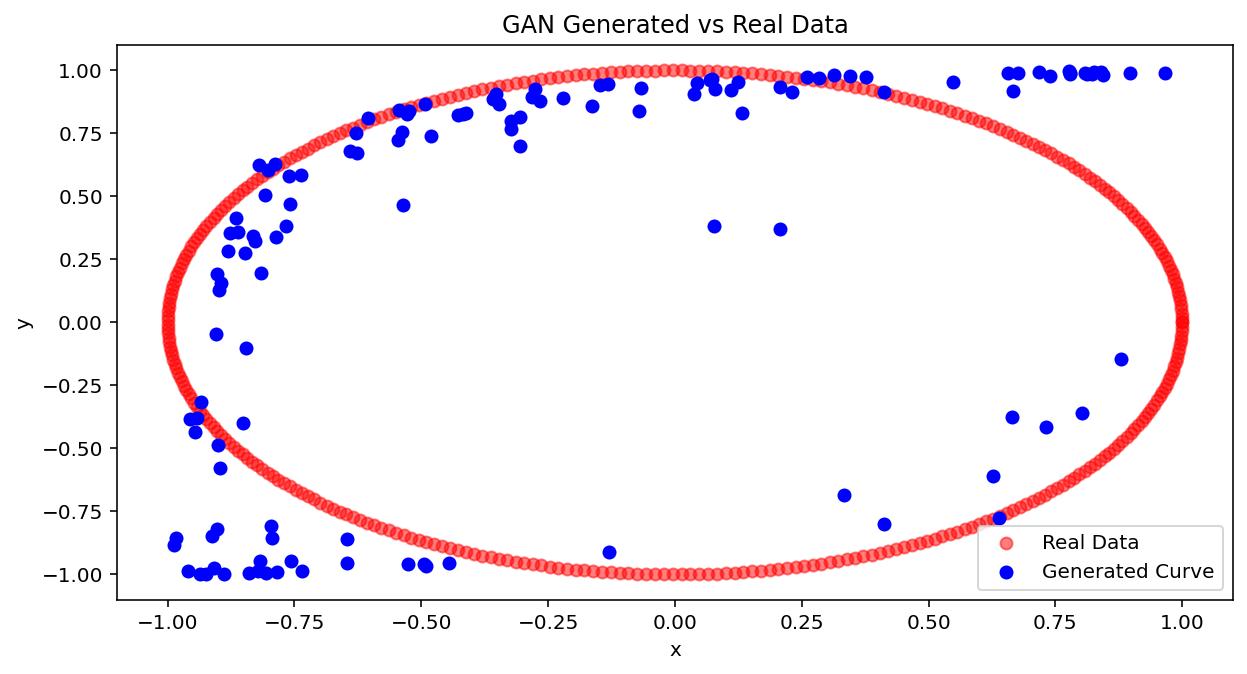 GAN Generated vs Real Data
1.00
0.75
0.50
0.25
0.00
−0.25
−0.50
−0.75
−1.00
y
Real Data
Generated Curve
−1.00 −0.75 −0.50 −0.25 0.00 0.25 0.50 0.75 1.00
x